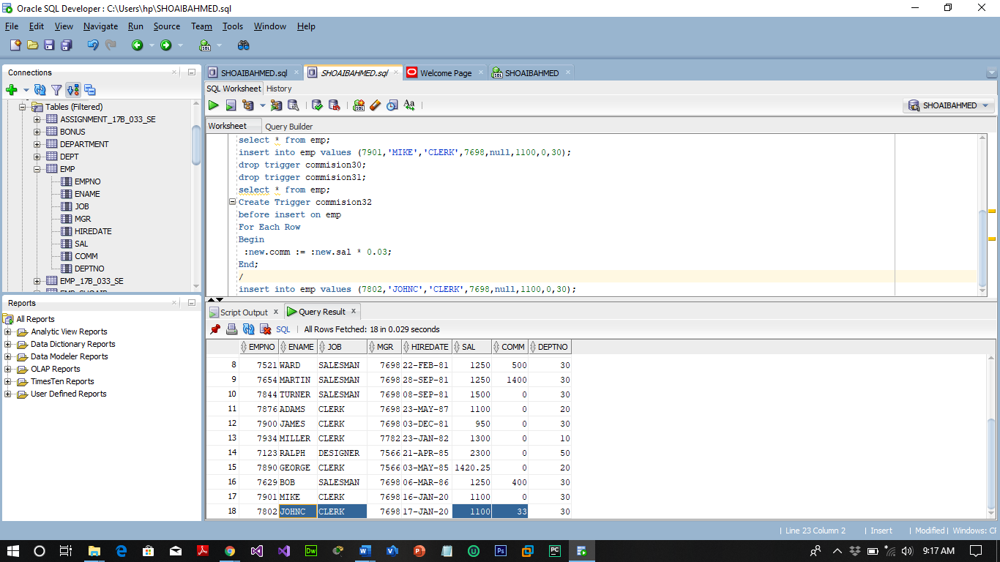 Oracle SQL Developer : C:\Users\hp\SHOAIBAHMED.sql
File Edit View Navigate Run Source Team Tools Window Help
Connections
Tables (Filtered)
ASSIGNMENT_17B_033_SE
BONUS
DEPARTMENT
DEPT
EMP
EMPNO
ENAME
JOB
MGR
HIREDATE
SAL
COMM
DEPTNO
EMP_17B_033_SE
Reports
All Reports
Analytic View Reports
Data Dictionary Reports
Data Modeler Reports
OLAP Reports
TimesTen Reports
User Defined Reports
SHOAIBAHMED.sql SHOAIBAHMED.sql Welcome Page SHOAIBAHMED
SQL Worksheet History
SHOAIBAHMED
Worksheet Query Builder
select * from emp;
insert into emp values (7901,'MIKE','CLERK',7698,null,1100,0,30);
drop trigger commision30;
drop trigger commision31;
select * from emp;
Create Trigger commision32
before insert on emp
For Each Row
Begin
:new.comm := :new.sal * 0.03;
End;
/
insert into emp values (7802,'JOHNC','CLERK',7698,null,1100,0,30);
Script Output Query Result
SQL All Rows Fetched: 18 in 0.029 seconds
EMPNO ENAME JOB MGR HIREDATE SAL COMM DEPTNO
8 7521 WARD SALESMAN 7698 22-FEB-81 1250 500 30
9 7654 MARTIN SALESMAN 7698 28-SEP-81 1250 1400 30
10 7844 TURNER SALESMAN 7698 08-SEP-81 1500 0 30
11 7876 ADAMS CLERK 7698 23-MAY-87 1100 0 20
12 7900 JAMES CLERK 7698 03-DEC-81 950 0 30
13 7934 MILLER CLERK 7782 23-JAN-82 1300 0 10
14 7123 RALPH DESIGNER 7566 21-APR-85 2300 0 50
15 7890 GEORGE CLERK 7566 03-MAY-85 1420.25 0 20
16 7629 BOB SALESMAN 7698 06-MAR-86 1250 400 30
17 7901 MIKE CLERK 7698 16-JAN-20 1100 0 30
18 7802 JOHNC CLERK 7698 17-JAN-20 1100 33 30
Line 23 Column 2 Insert Modified Windows: CF
9:17 AM